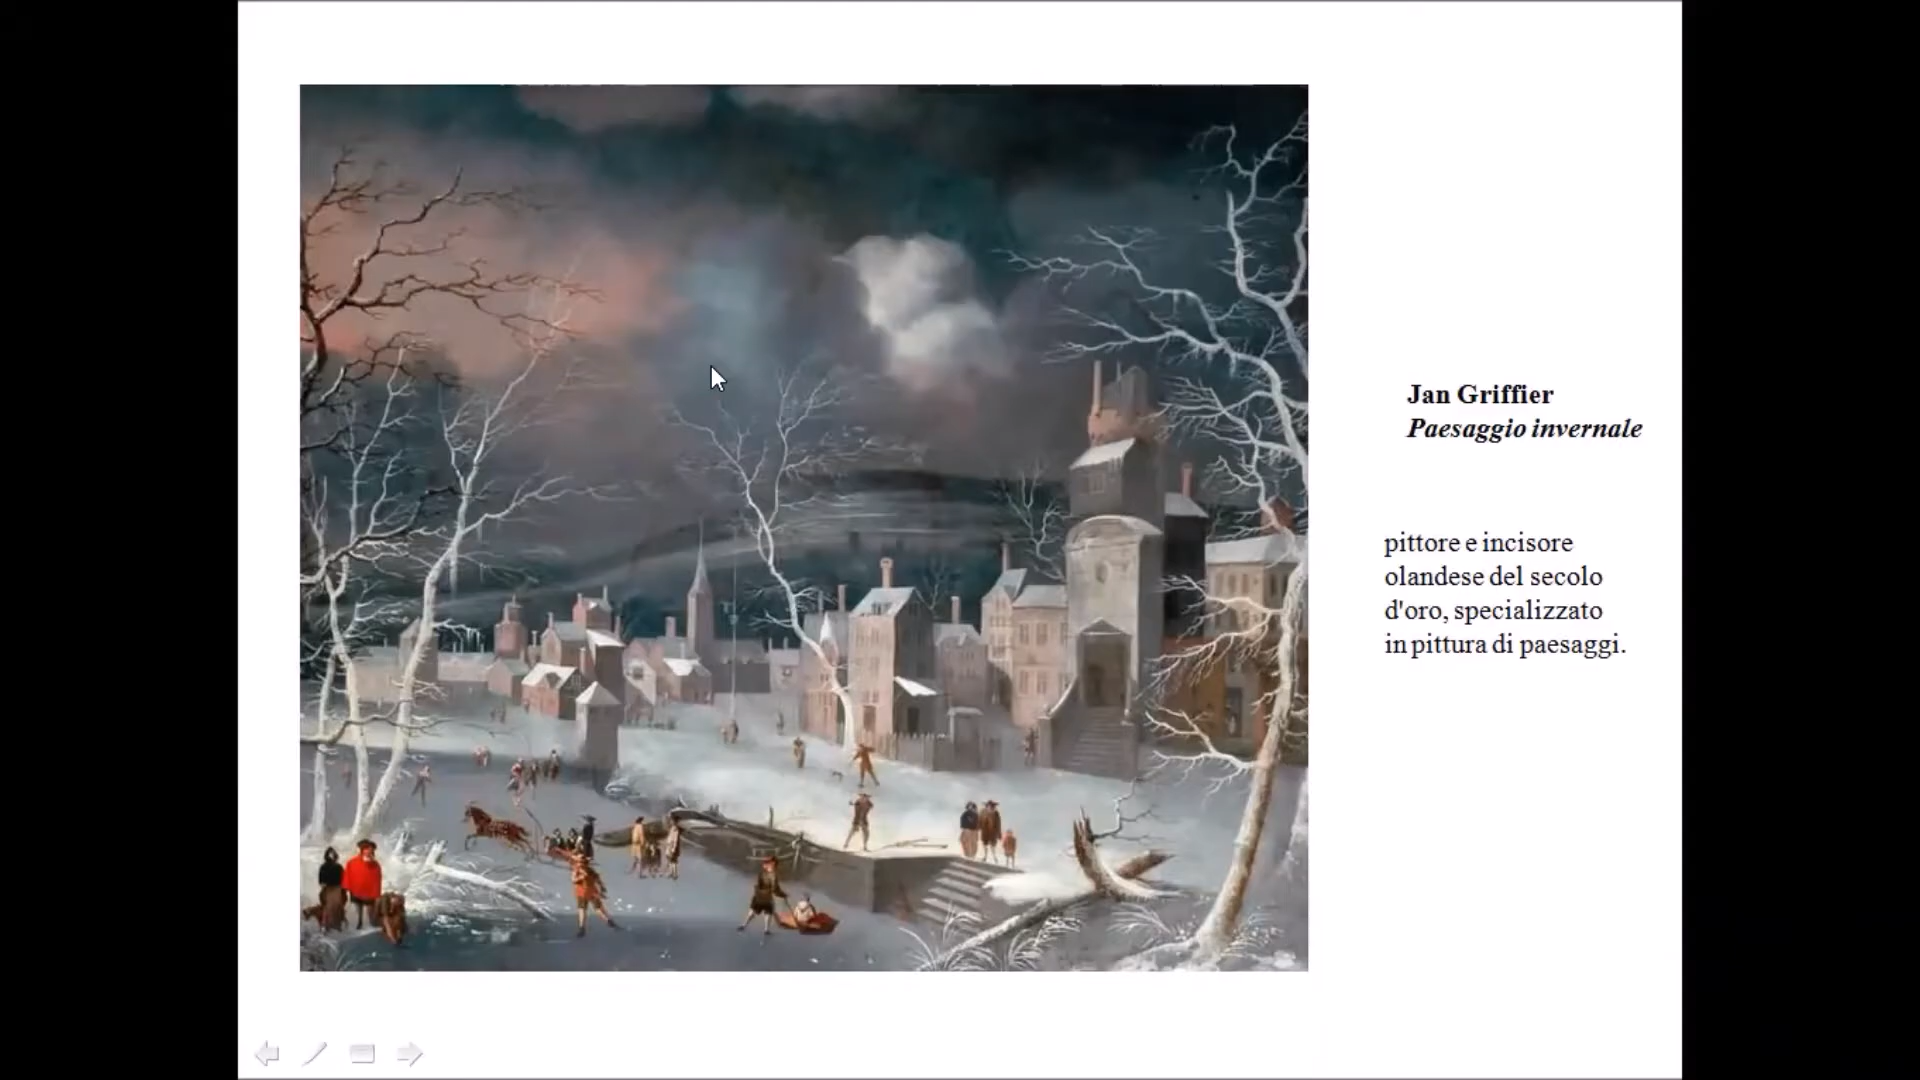 Jan Griffier
Paesaggio invernale
pittore e incisore
olandese del secolo
d'oro, specializzato
in pittura di paesaggi.